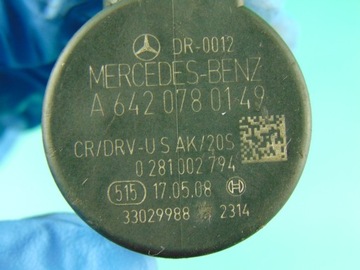 DR-0012
MERCEDES-BENZ
A 642 078 01 49
CR/DRV-U S AK/20S
0 281 002 794
515 17.05.08
33029988 2314